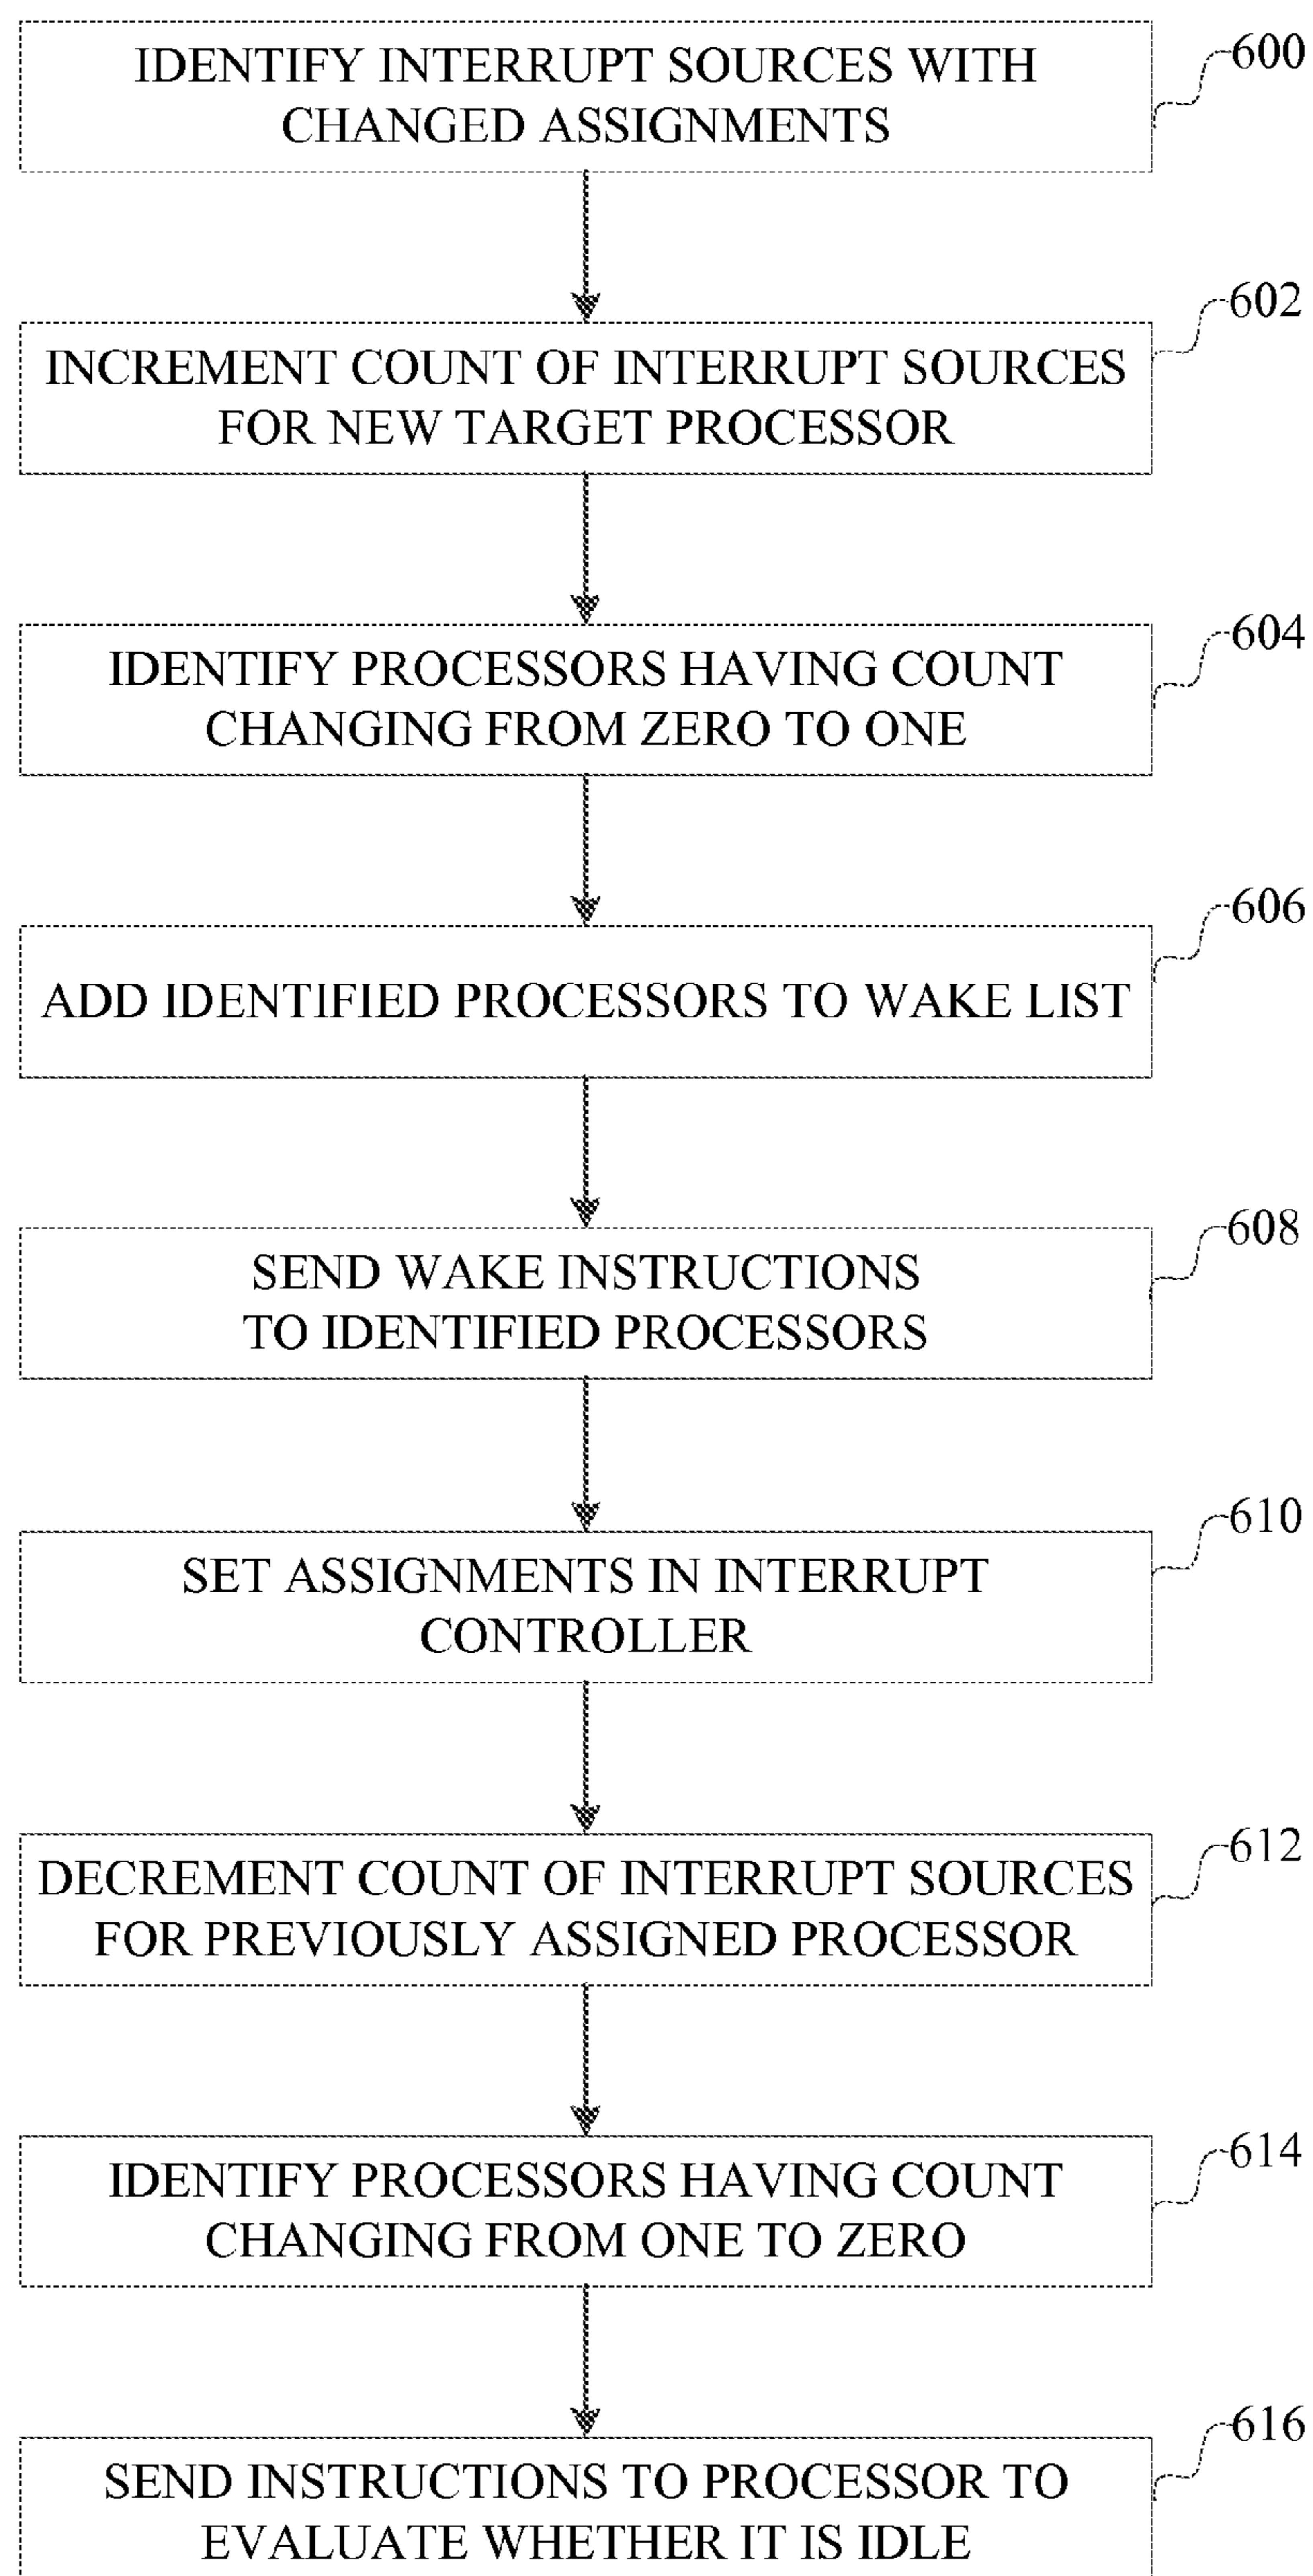 IDENTIFY INTERRUPT SOURCES WITH
CHANGED ASSIGNMENTS
600
INCREMENT COUNT OF INTERRUPT SOURCES
FOR NEW TARGET PROCESSOR
602
IDENTIFY PROCESSORS HAVING COUNT
CHANGING FROM ZERO TO ONE
604
ADD IDENTIFIED PROCESSORS TO WAKE LIST
606
SEND WAKE INSTRUCTIONS
TO IDENTIFIED PROCESSORS
608
SET ASSIGNMENTS IN INTERRUPT
CONTROLLER
610
DECREMENT COUNT OF INTERRUPT SOURCES
FOR PREVIOUSLY ASSIGNED PROCESSOR
612
IDENTIFY PROCESSORS HAVING COUNT
CHANGING FROM ONE TO ZERO
614
SEND INSTRUCTIONS TO PROCESSOR TO
EVALUATE WHETHER IT IS IDLE
616